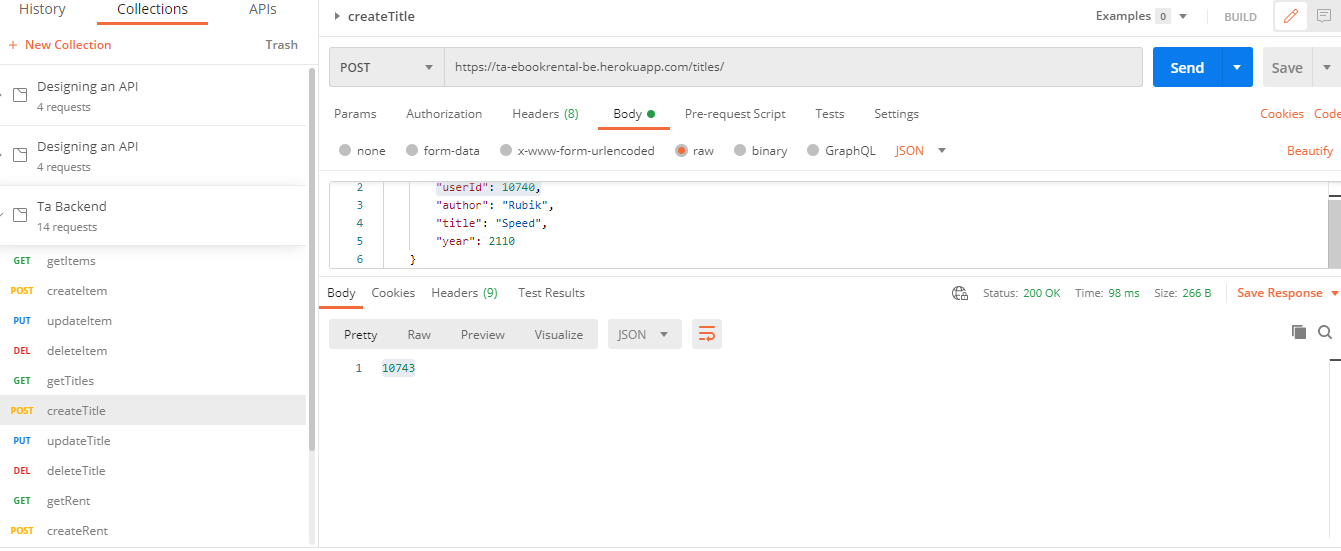 History Collections APIs
+ New Collection Trash
Designing an API
4 requests
Designing an API
4 requests
Ta Backend
14 requests
GET getItems
POST createItem
PUT updateItem
DEL deleteItem
GET getTitles
POST createTitle
PUT updateTitle
DEL deleteTitle
GET getRent
POST createRent
createTitle Examples 0 BUILD
POST https://ta-ebookrental-be.herokuapp.com/titles/ Send Save
Params Authorization Headers (8) Body Pre-request Script Tests Settings Cookies Code
none form-data x-www-form-urlencoded raw binary GraphQL JSON Beautify
2 "userId": 10740,
3 "author": "Rubik",
4 "title": "Speed",
5 "year": 2110
6 }
Body Cookies Headers (9) Test Results Status: 200 OK Time: 98 ms Size: 266 B Save Response
Pretty Raw Preview Visualize JSON
1 10743